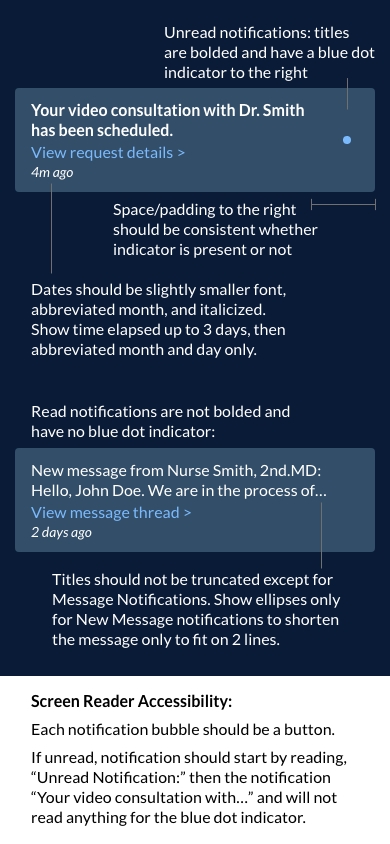 Unread notifications: titles
are bolded and have a blue dot
indicator to the right
Your video consultation with Dr. Smith
has been scheduled.
View request details >
4m ago
Space/padding to the right
should be consistent whether
indicator is present or not
Dates should be slightly smaller font,
abbreviated month, and italicized.
Show time elapsed up to 3 days, then
abbreviated month and day only.
Read notifications are not bolded and
have no blue dot indicator:
New message from Nurse Smith, 2nd.MD:
Hello, John Doe. We are in the process of...
View message thread >
2 days ago
Titles should not be truncated except for
Message Notifications. Show ellipses only
for New Message notifications to shorten
the message only to fit on 2 lines.
Screen Reader Accessibility:
Each notification bubble should be a button.
If unread, notification should start by reading,
“Unread Notification:” then the notification
“Your video consultation with...” and will not
read anything for the blue dot indicator.